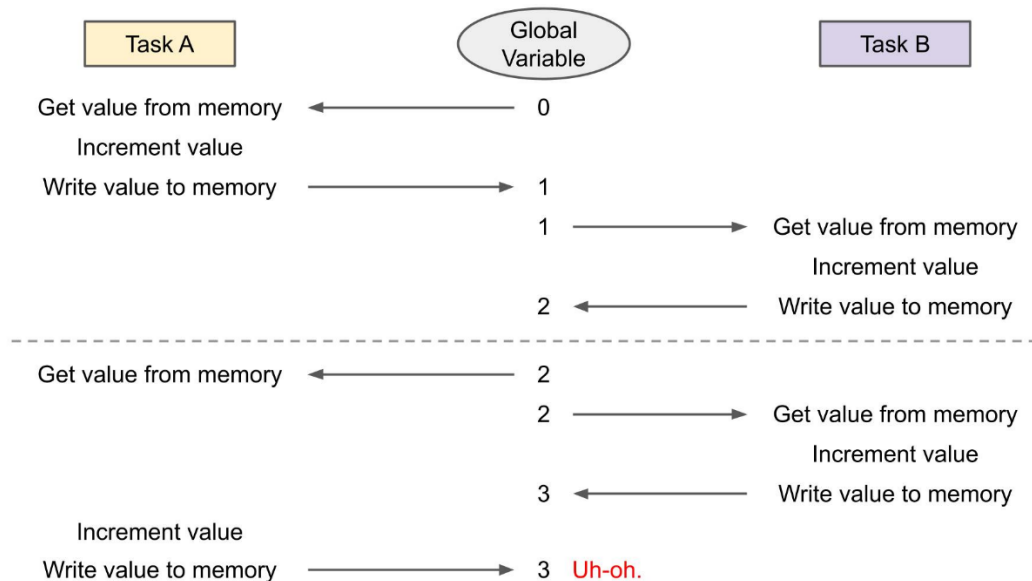 Task A
Global
Variable
Task B
Get value from memory
0
Increment value
Write value to memory
1
1
Get value from memory
Increment value
2
Write value to memory
Get value from memory
2
2
Get value from memory
Increment value
3
Write value to memory
Increment value
Write value to memory
3 Uh-oh.